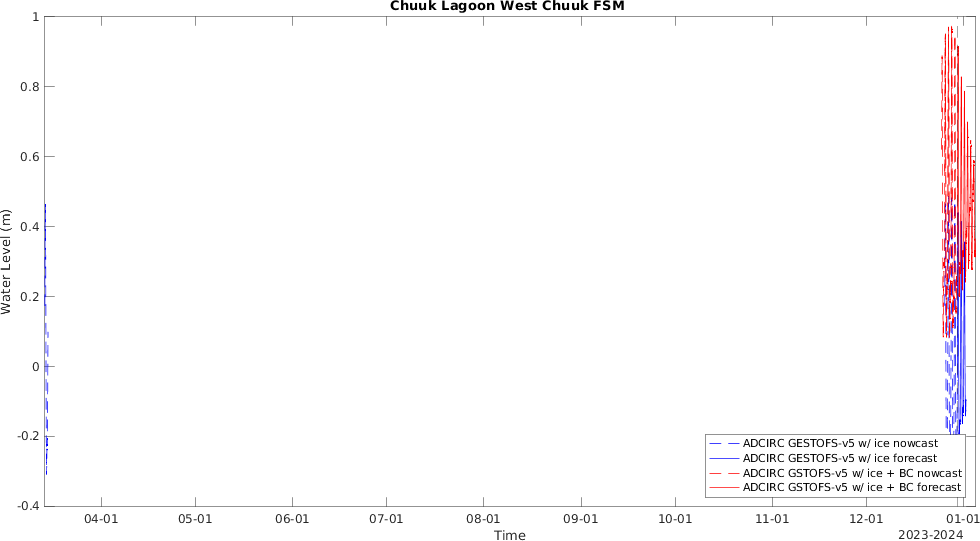 Chuuk Lagoon West Chuuk FSM
1
0.8
0.6
0.4
0.2
0
-0.2
-0.4
Water Level (m)
ADCIRC GESTOFS-v5 w/ ice nowcast
ADCIRC GESTOFS-v5 w/ ice forecast
ADCIRC GSTOFS-v5 w/ ice + BC nowcast
ADCIRC GSTOFS-v5 w/ ice + BC forecast
04-01 05-01 06-01 07-01 08-01 09-01 10-01 11-01 12-01 01-01
Time
2023-2024